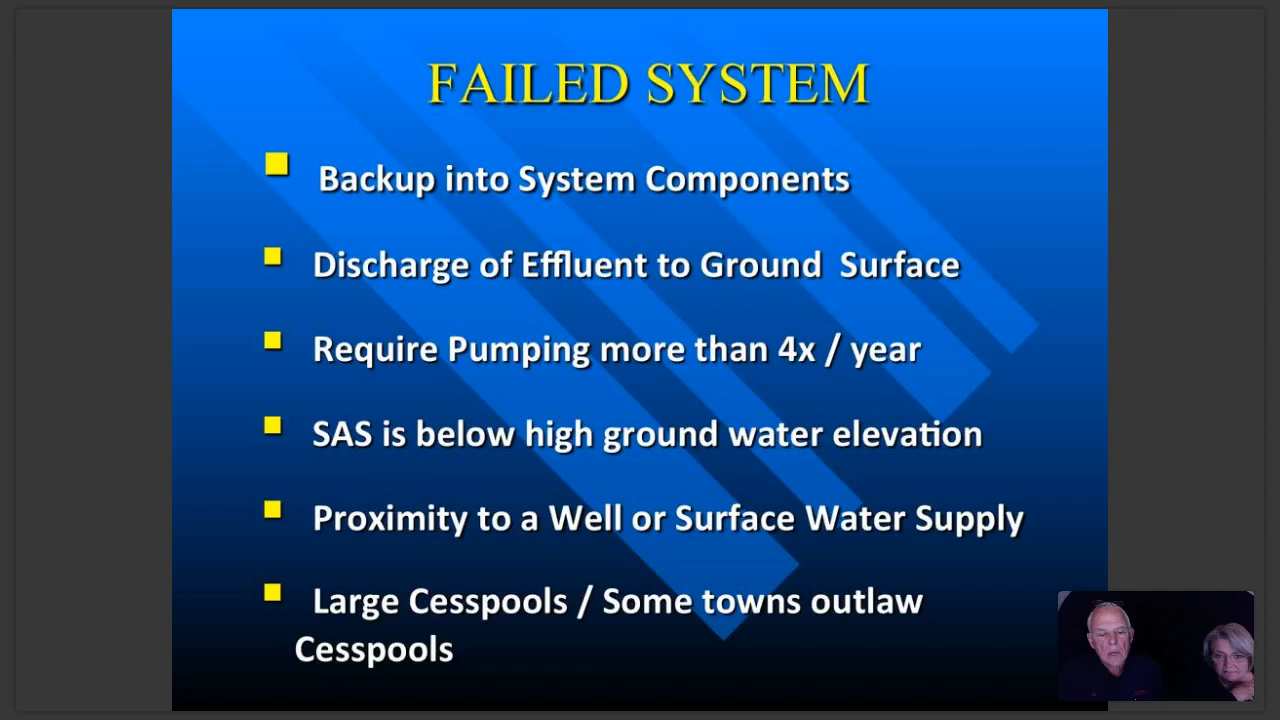 FAILED SYSTEM
Backup into System Components
Discharge of Effluent to Ground Surface
Require Pumping more than 4x / year
SAS is below high ground water elevation
Proximity to a Well or Surface Water Supply
Large Cesspools / Some towns outlaw
Cesspools